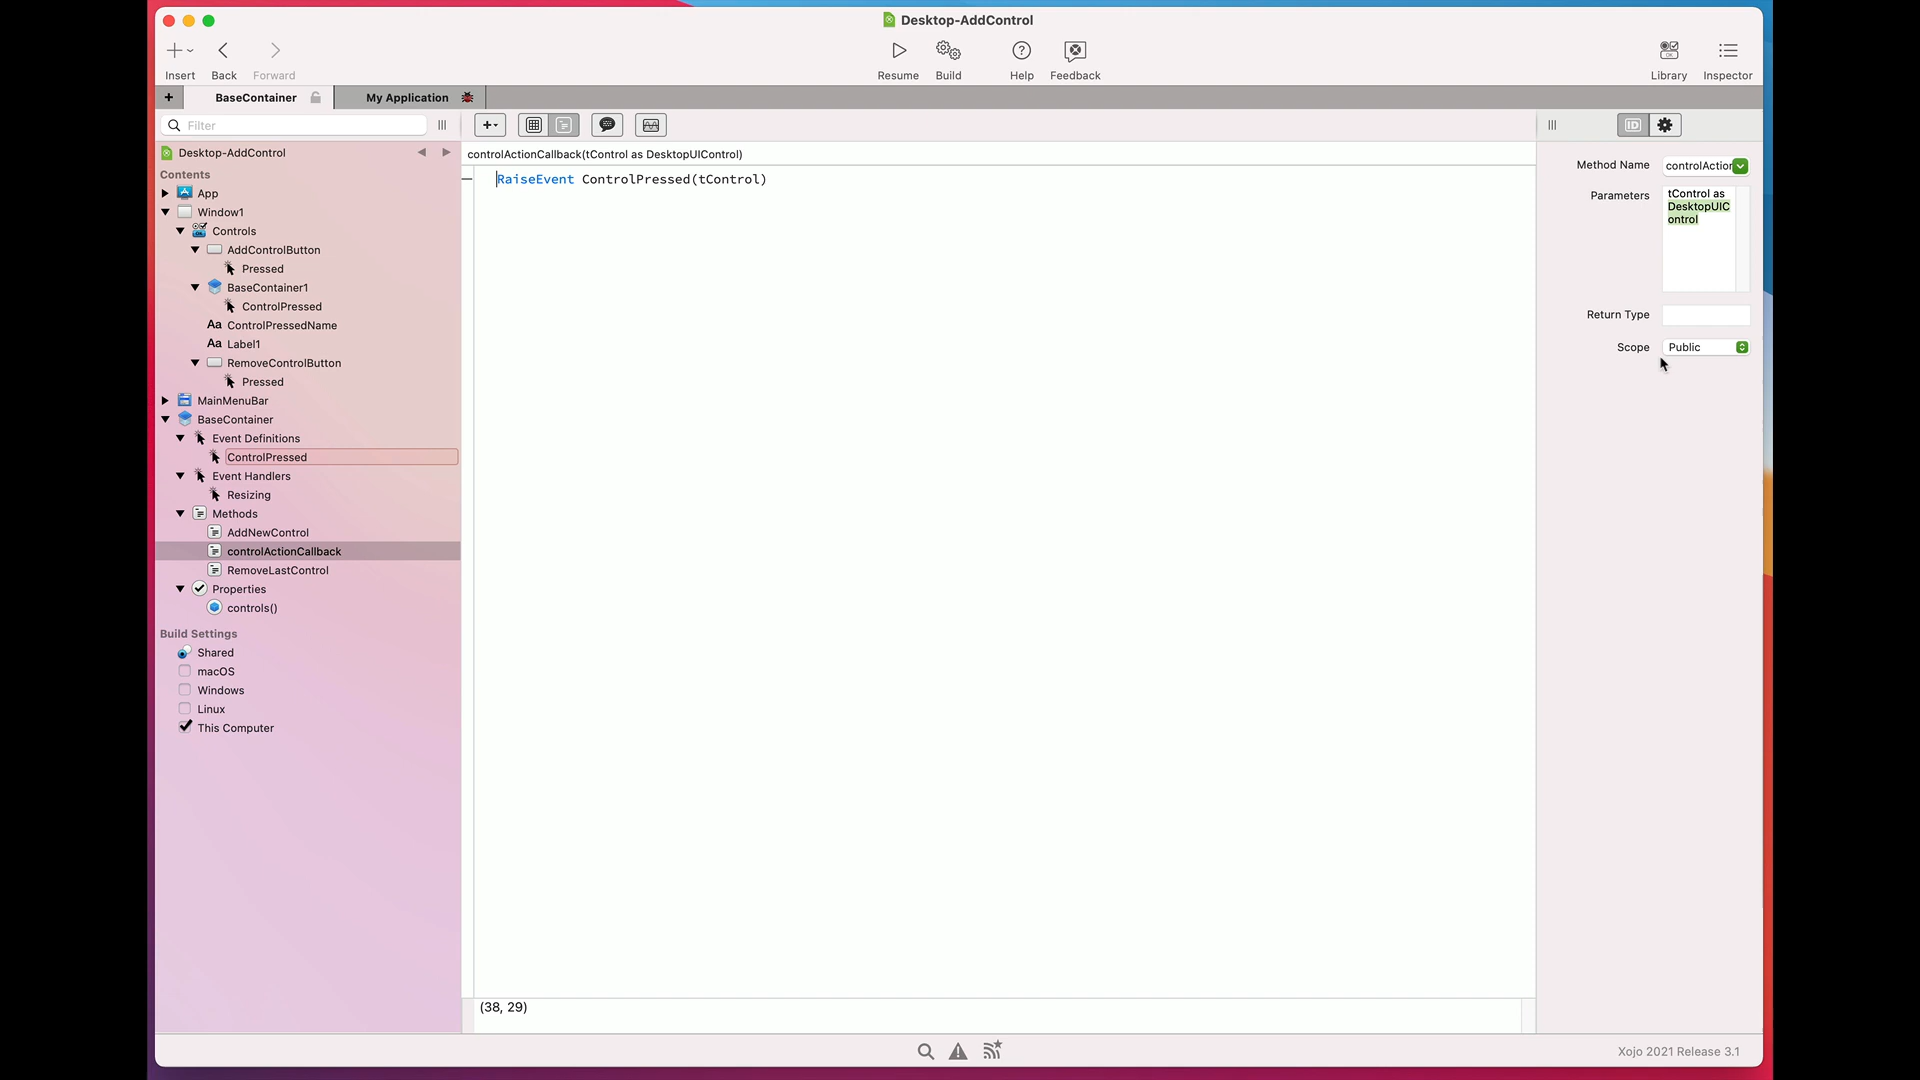 Desktop-AddControl
Insert
Back
Forward
Resume
Build
Help
Feedback
Library
Inspector
BaseContainer
My Application
Filter
Desktop-AddControl
Contents
App
Window1
Controls
AddControlButton
Pressed
BaseContainer1
ControlPressed
Aa ControlPressedName
Aa Label1
RemoveControlButton
Pressed
MainMenuBar
BaseContainer
Event Definitions
ControlPressed
Event Handlers
Resizing
Methods
AddNewControl
controlActionCallback
RemoveLastControl
Properties
controls()
Build Settings
Shared
macOS
Windows
Linux
This Computer
controlActionCallback(tControl as DesktopUIControl)
RaiseEvent ControlPressed(tControl)
(38, 29)
ID
Method Name controlAction
Parameters tControl as
DesktopUIC
ontrol
Return Type
Scope Public
Xojo 2021 Release 3.1